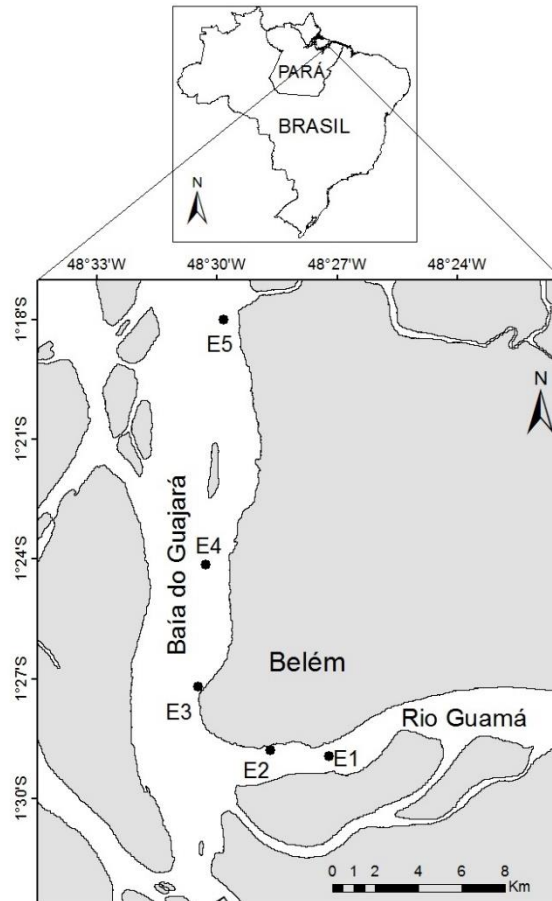 PARÁ
BRASIL
N
48°33'W 48°30'W 48°27'W 48°24'W
1°18'S
E5
N
1°21'S
Baía do Guajará
1°24'S
E4
Belém
1°27'S
E3
Rio Guamá
E2
E1
1°30'S
0 1 2 4 6 8
Km